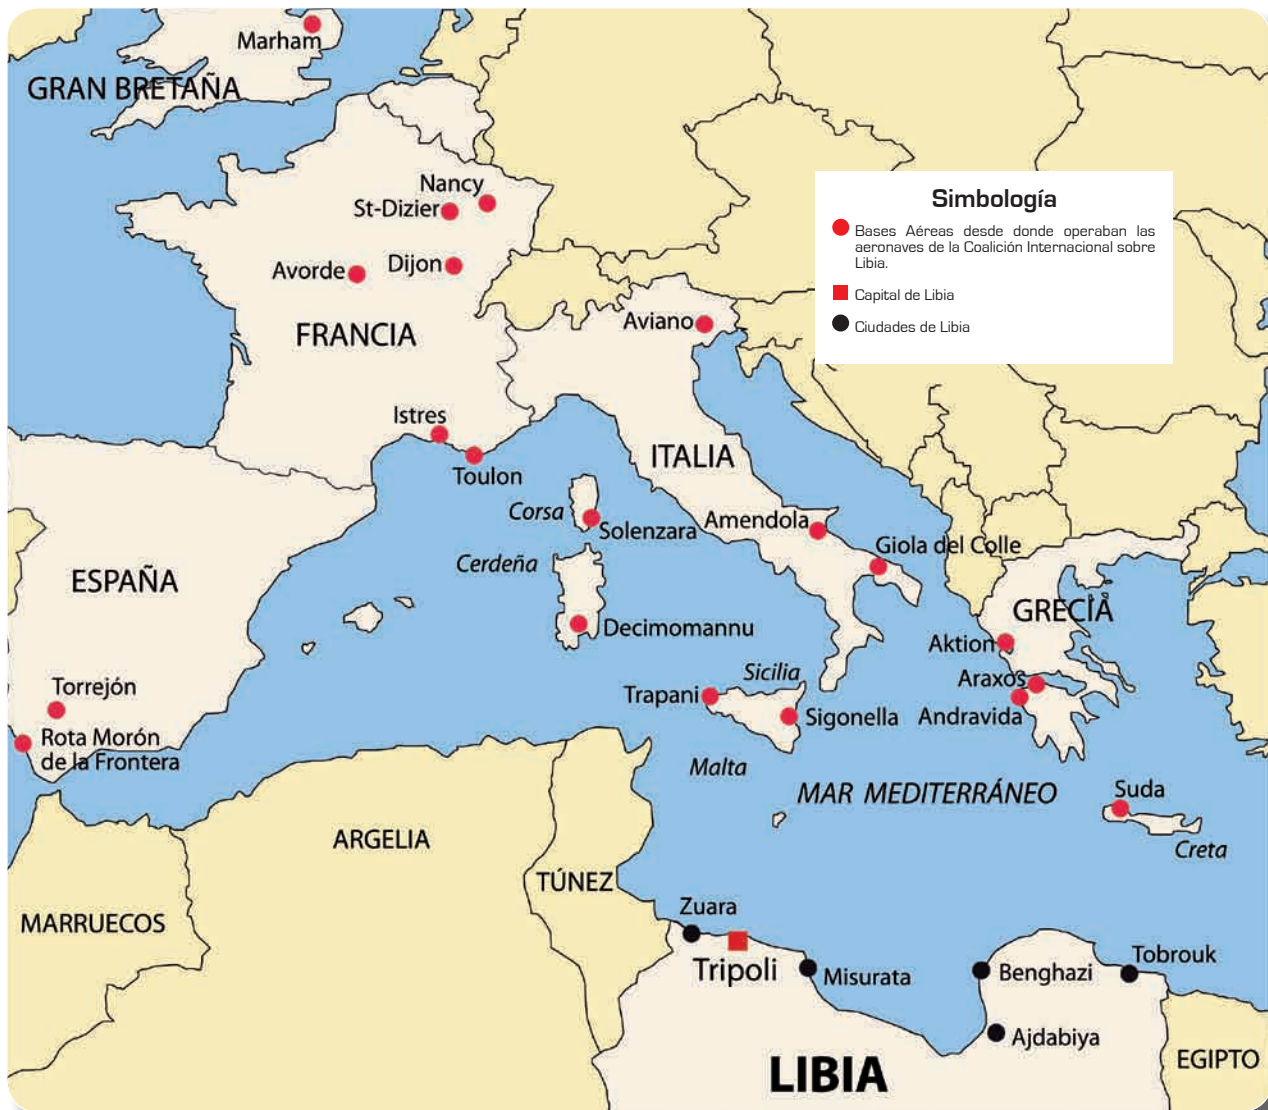 Marham
GRAN BRETAÑA
Nancy
St-Dizier
Avorde
Dijon
FRANCIA
Simbología
Bases Aéreas desde donde operaban las
aeronaves de la Coalición Internacional sobre
Libia.
Capital de Libia
Ciudades de Libia
Aviano
Istres
Toulon
ITALIA
Corsa
Solenzara
Amendola
Giola del Colle
Cerdeña
ESPAÑA
GRECIA
Decimomannu
Aktion
Sicilia
Araxos
Torrejón
Trapani
Sigonella
Andravida
Rota Morón
de la Frontera
Malta
MAR MEDITERRÁNEO
Suda
Creta
ARGELIA
TÚNEZ
MARRUECOS
Zuara
Tripoli
Misurata
Benghazi
Tobrouk
Ajdabiya
LIBIA
EGIPTO